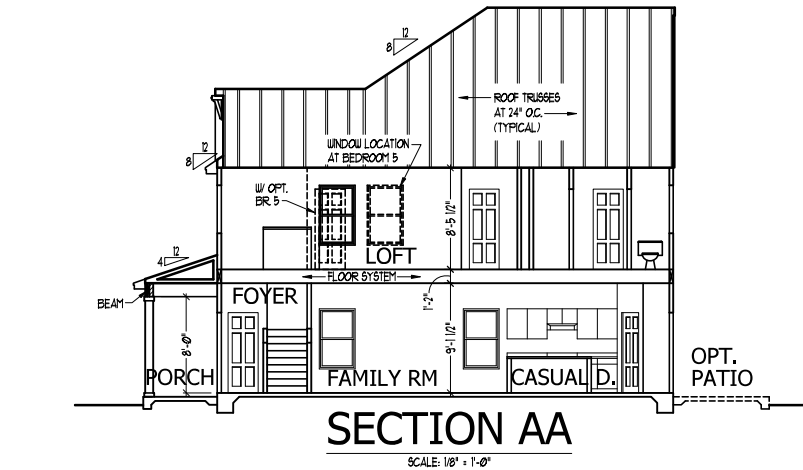 12
8
ROOF TRUSSES
AT 24" O.C.
(TYPICAL)
WINDOW LOCATION
AT BEDROOM 5
12
8
W/ OPT.
BR. 5
8'-5 1/2"
LOFT
12
4
FLOOR SYSTEM
BEAM
FOYER
1'-2"
8'-0"
9'-1 1/2"
OPT.
PATIO
PORCH
FAMILY RM
CASUAL D.
SECTION AA
SCALE: 1/8" = 1'-0"